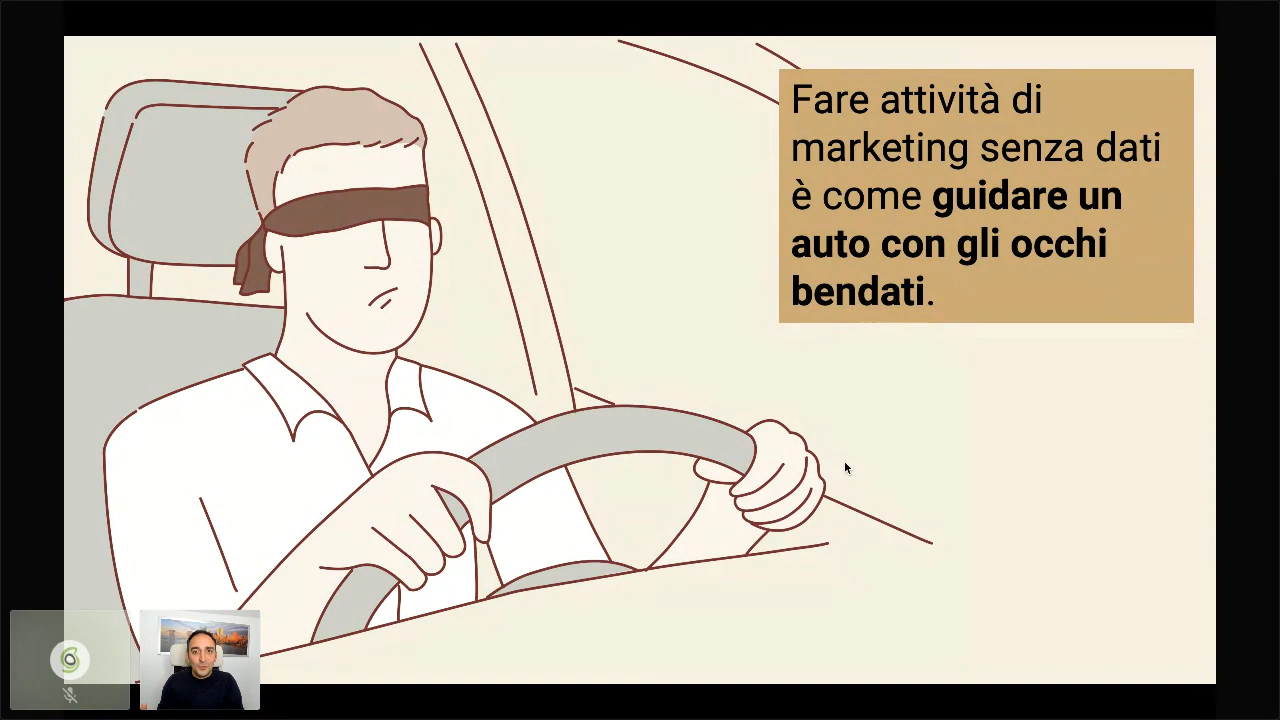 Fare attività di
marketing senza dati
è come guidare un
auto con gli occhi
bendati.